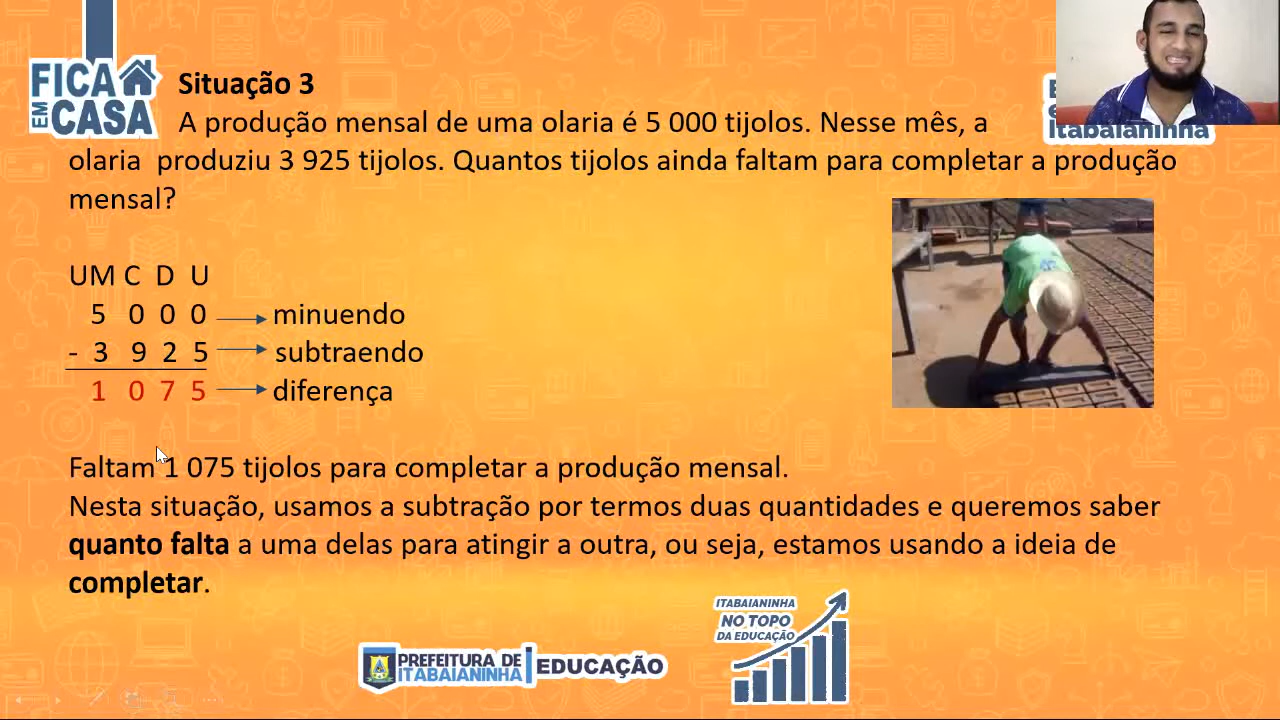 FICA
EM
CASA
Situação 3
A produção mensal de uma olaria é 5 000 tijolos. Nesse mês, a
olaria produziu 3 925 tijolos. Quantos tijolos ainda faltam para completar a produção
mensal?
Itabaianinha
UM C D U
5 0 0 0 minuendo
- 3 9 2 5 subtraendo
1 0 7 5 diferença
Faltam 1 075 tijolos para completar a produção mensal.
Nesta situação, usamos a subtração por termos duas quantidades e queremos saber
quanto falta a uma delas para atingir a outra, ou seja, estamos usando a ideia de
completar.
ITABAIANINHA
NO TOPO
DA EDUCAÇÃO
PREFEITURA DE
ITABAIANINHA
EDUCAÇÃO